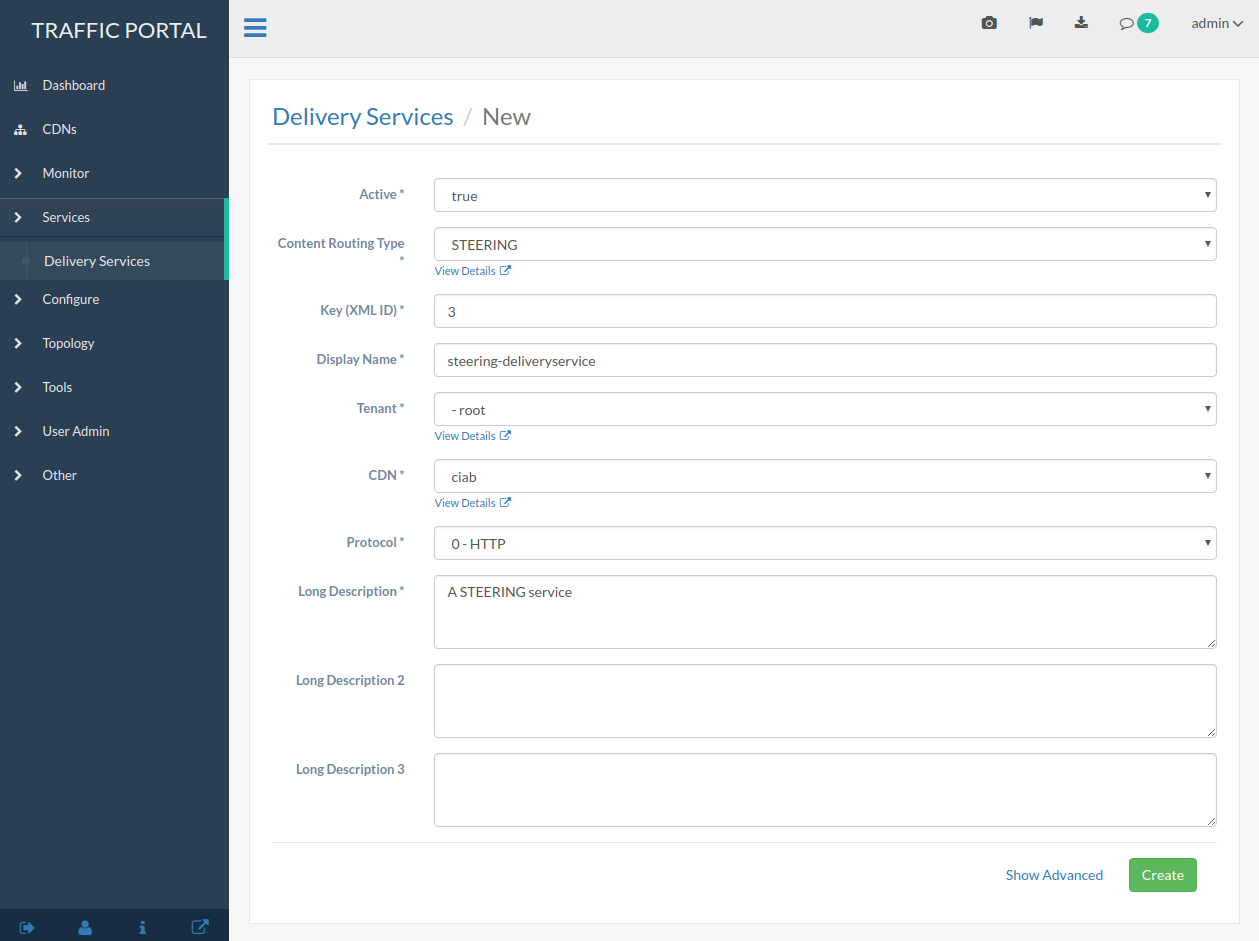 TRAFFIC PORTAL
7
admin
Dashboard
CDNs
Monitor
Services
Delivery Services
Configure
Topology
Tools
User Admin
Other
Delivery Services / New
Active *
true
Content Routing Type
*
STEERING
View Details
Key (XML ID) *
3
Display Name *
steering-deliveryservice
Tenant *
- root
View Details
CDN *
ciab
View Details
Protocol *
0 - HTTP
Long Description *
A STEERING service
Long Description 2
Long Description 3
Show Advanced
Create